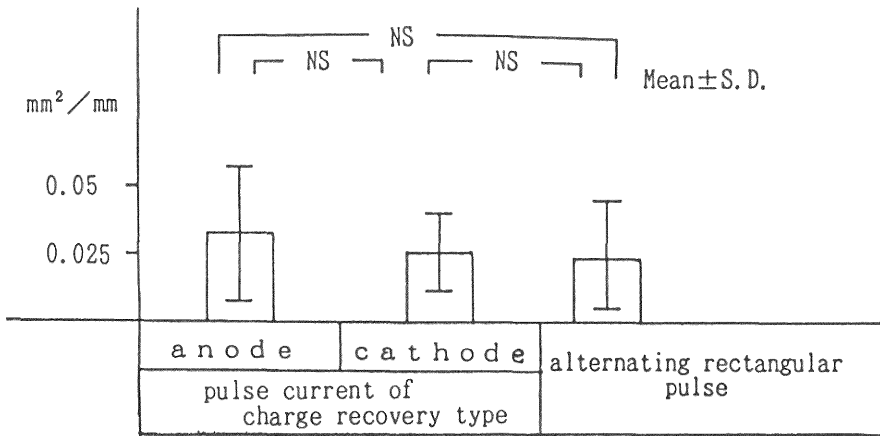 NS
NS
NS
Mean±S.D.
mm²/mm
0.05
0.025
anode
cathode
alternating rectangular
pulse
pulse current of
charge recovery type